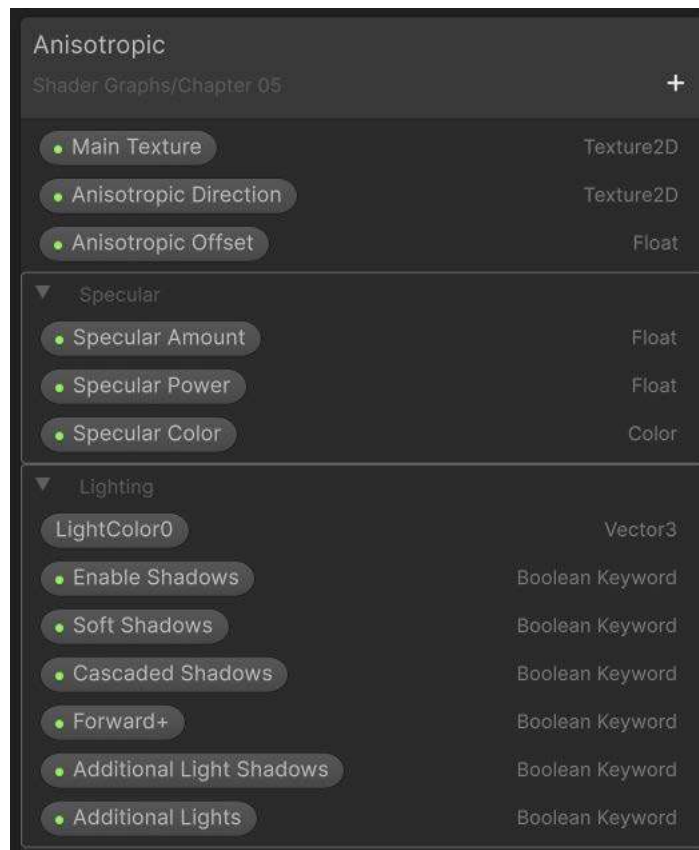 Anisotropic
Shader Graphs/Chapter 05
+
Main Texture Texture2D
Anisotropic Direction Texture2D
Anisotropic Offset Float
Specular
Specular Amount Float
Specular Power Float
Specular Color Color
Lighting
LightColor0 Vector3
Enable Shadows Boolean Keyword
Soft Shadows Boolean Keyword
Cascaded Shadows Boolean Keyword
Forward+ Boolean Keyword
Additional Light Shadows Boolean Keyword
Additional Lights Boolean Keyword